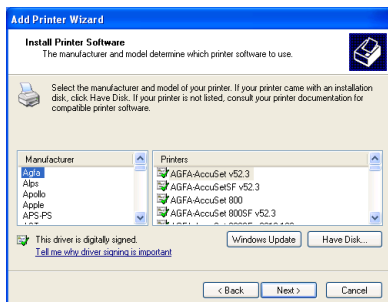 Add Printer Wizard
Install Printer Software
The manufacturer and model determine which printer software to use.
Select the manufacturer and model of your printer. If your printer came with an installation
disk, click Have Disk. If your printer is not listed, consult your printer documentation for
compatible printer software.
Manufacturer
Agfa
Alps
Apollo
Apple
APS-PS
Printers
AGFA-AccuSet v52.3
AGFA-AccuSetSF v52.3
AGFA-AccuSet 800
AGFA-AccuSet 800SF v52.3
This driver is digitally signed.
Tell me why driver signing is important
Windows Update
Have Disk...
< Back
Next >
Cancel